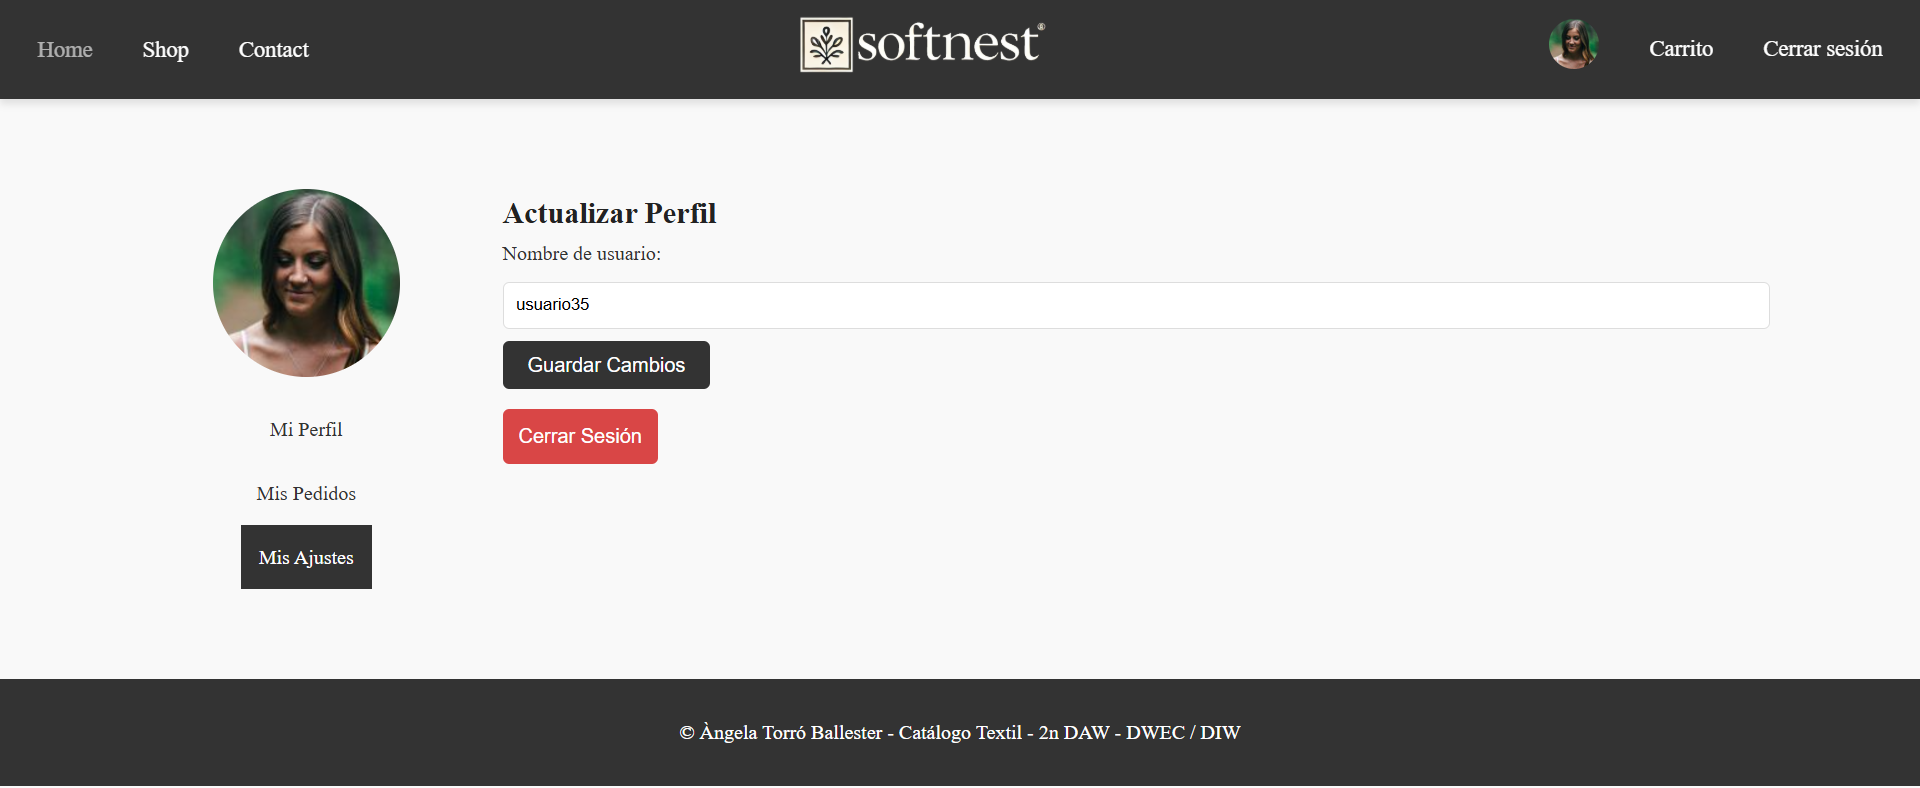 Home
Shop
Contact
softnest®
Carrito
Cerrar sesión
Actualizar Perfil
Nombre de usuario:
usuario35
Guardar Cambios
Cerrar Sesión
Mi Perfil
Mis Pedidos
Mis Ajustes
© Àngela Torró Ballester - Catálogo Textil - 2n DAW - DWEC / DIW